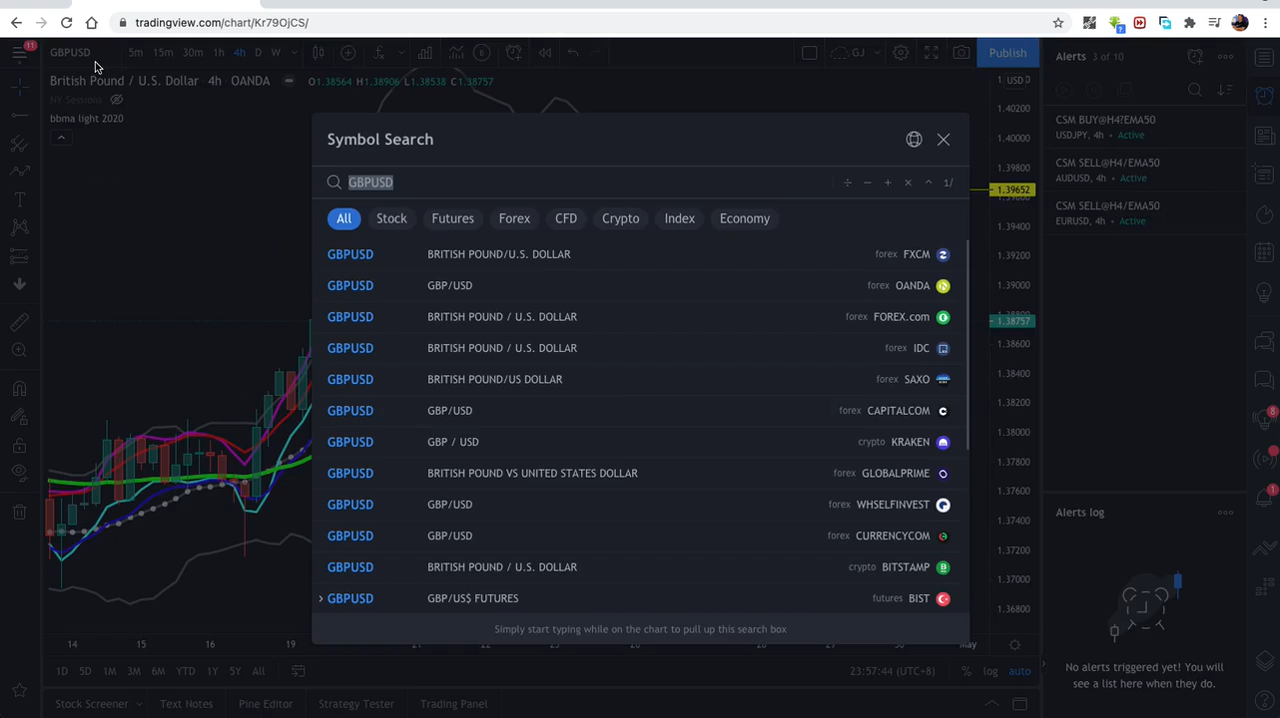 tradingview.com/chart/Kr79OjCS/
11
GBPUSD 5m 15m 30m 1h 4h D W GJ Publish
Alerts 3 of 10
British Pound / U.S. Dollar 4h OANDA O1.38564 H1.38906 L1.38538 C1.38757
NY Sessions
bbma light 2020
USD
1.40200
1.40000
1.39800
1.39652
1.39400
1.39200
1.39000
1.38757
1.38600
1.38400
1.38200
1.38000
1.37800
1.37600
1.37400
1.37200
1.37000
1.36800
Symbol Search
GBPUSD ÷ − + × ^ 1/
All Stock Futures Forex CFD Crypto Index Economy
GBPUSD BRITISH POUND/U.S. DOLLAR forex FXCM
GBPUSD GBP/USD forex OANDA
GBPUSD BRITISH POUND / U.S. DOLLAR forex FOREX.com
GBPUSD BRITISH POUND / U.S. DOLLAR forex IDC
GBPUSD BRITISH POUND/US DOLLAR forex SAXO
GBPUSD GBP/USD forex CAPITALCOM
GBPUSD GBP / USD crypto KRAKEN
GBPUSD BRITISH POUND VS UNITED STATES DOLLAR forex GLOBALPRIME
GBPUSD GBP/USD forex WHSELFINVEST
GBPUSD GBP/USD forex CURRENCYCOM
GBPUSD BRITISH POUND / U.S. DOLLAR crypto BITSTAMP
GBPUSD GBP/US$ FUTURES futures BIST
Simply start typing while on the chart to pull up this search box
CSM BUY@H4?EMA50
USDJPY, 4h • Active
CSM SELL@H4/EMA50
AUDUSD, 4h • Active
CSM SELL@H4/EMA50
EURUSD, 4h • Active
8
1
Alerts log
No alerts triggered yet! You will
see a list here when they do.
14 15 16 19 May
1D 5D 1M 3M 6M YTD 1Y 5Y All 23:57:44 (UTC+8) % log auto
Stock Screener Text Notes Pine Editor Strategy Tester Trading Panel